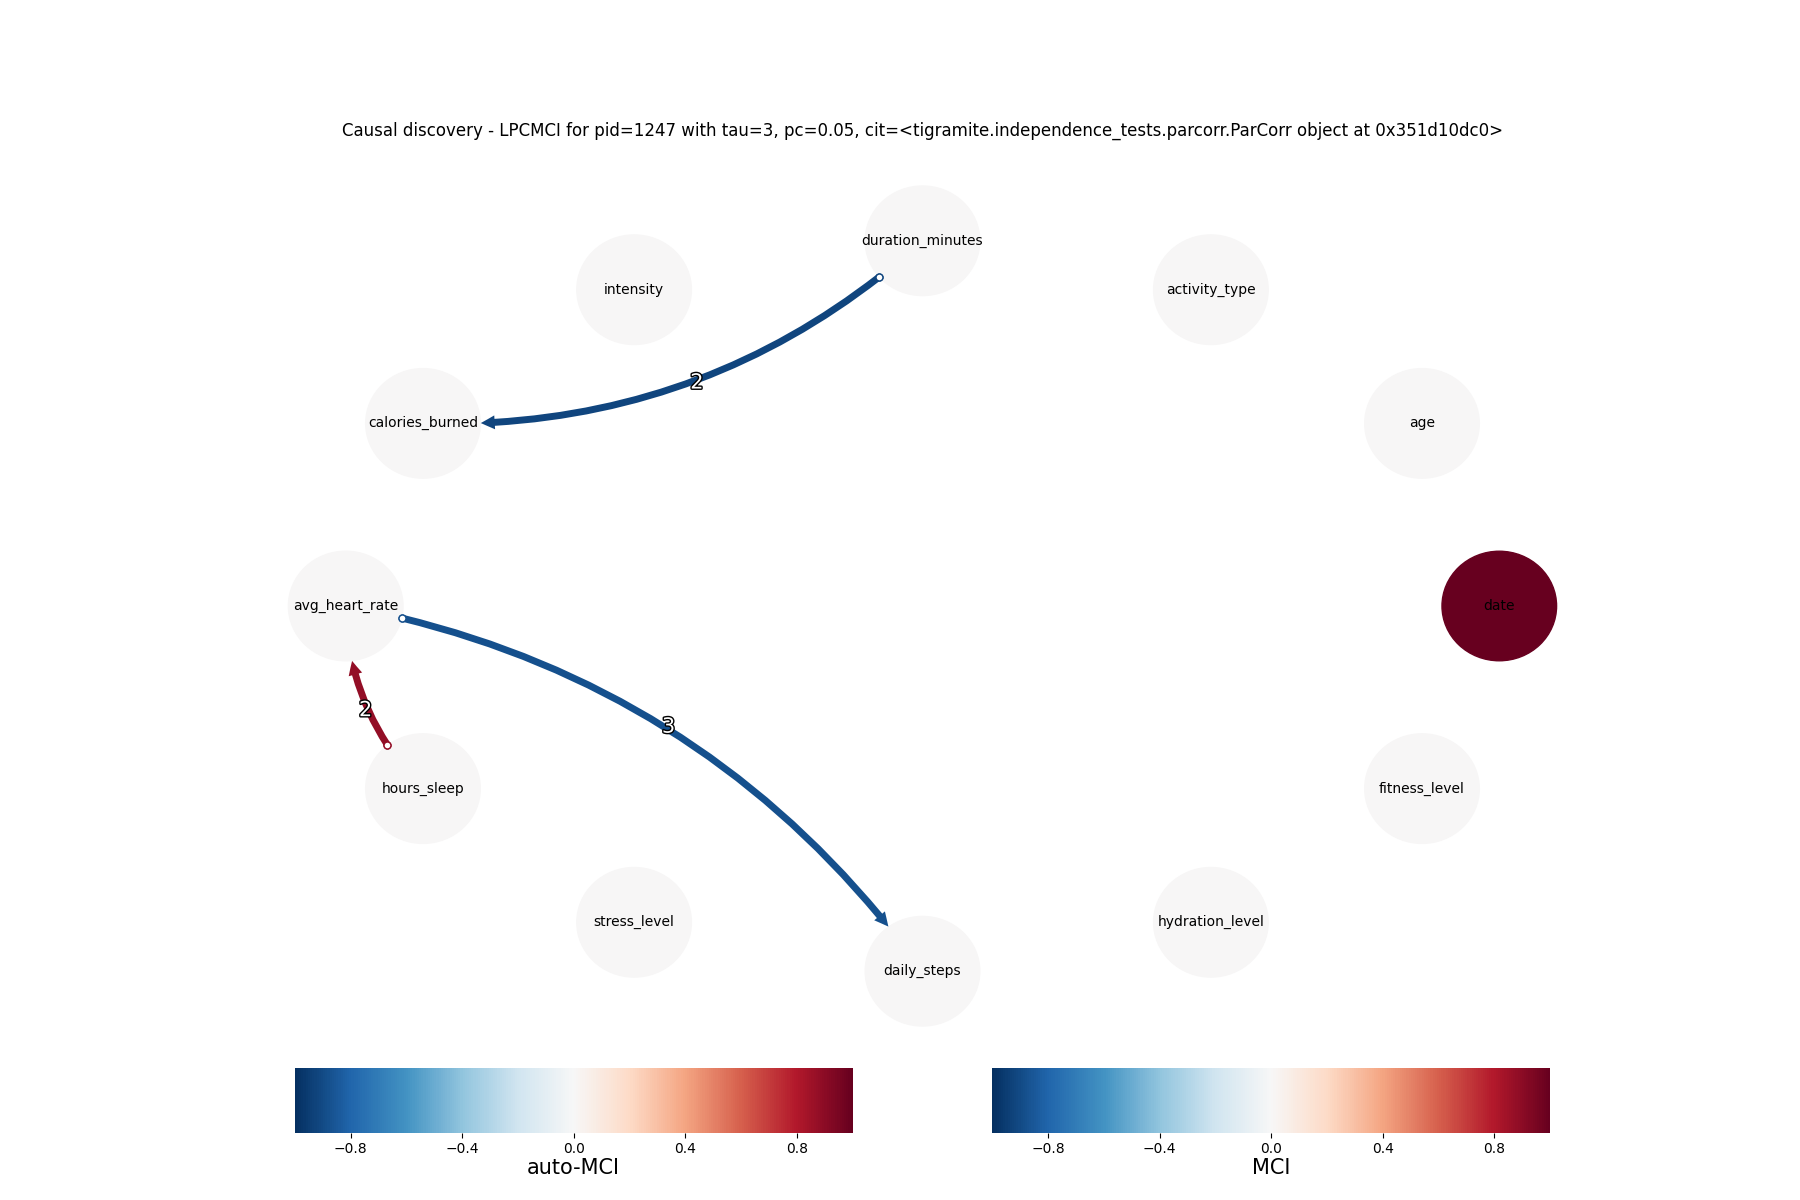 Causal discovery - LPCMCI for pid=1247 with tau=3, pc=0.05, cit=<tigramite.independence_tests.parcorr.ParCorr object at 0x351d10dc0>
duration_minutes
intensity
activity_type
2
calories_burned
age
avg_heart_rate
date
2
3
hours_sleep
fitness_level
stress_level
hydration_level
daily_steps
−0.8 −0.4 0.0 0.4 0.8
auto-MCI
−0.8 −0.4 0.0 0.4 0.8
MCI